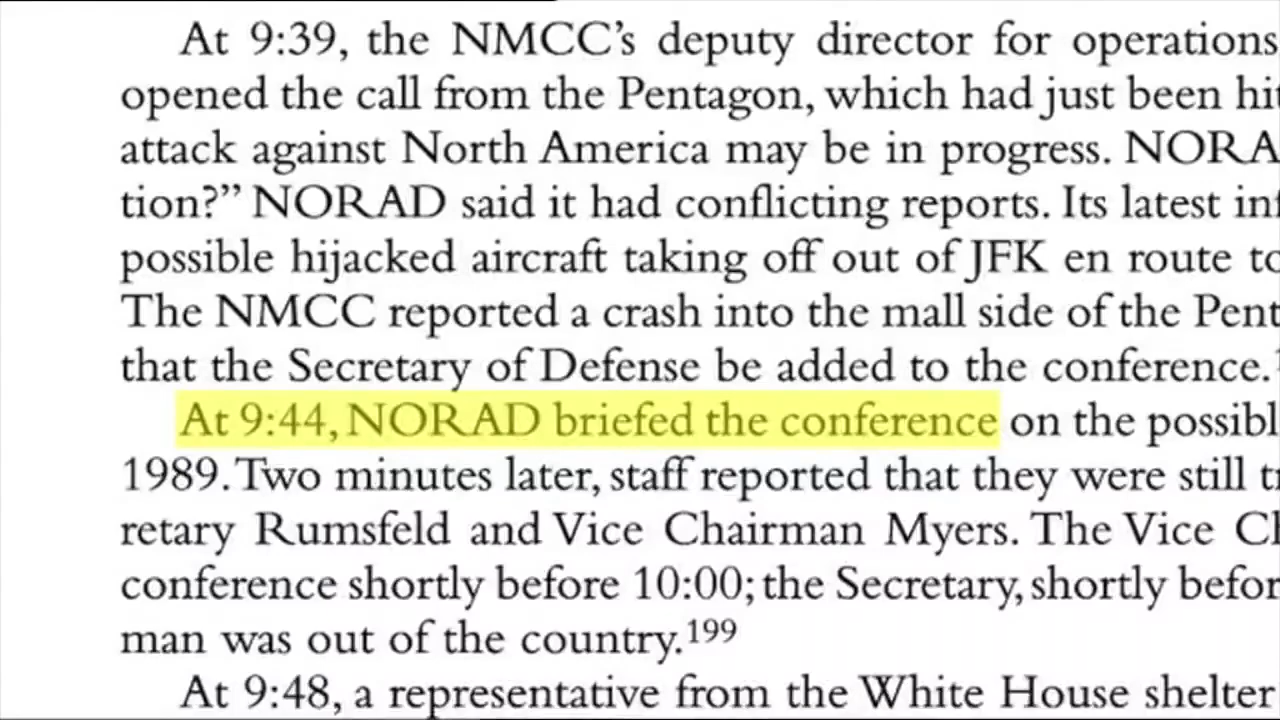 At 9:39, the NMCC’s deputy director for operations
opened the call from the Pentagon, which had just been hit
attack against North America may be in progress. NORA
tion?” NORAD said it had conflicting reports. Its latest in
possible hijacked aircraft taking off out of JFK en route to
The NMCC reported a crash into the mall side of the Pent
that the Secretary of Defense be added to the conference.
At 9:44, NORAD briefed the conference on the possibl
1989. Two minutes later, staff reported that they were still t
retary Rumsfeld and Vice Chairman Myers. The Vice C
conference shortly before 10:00; the Secretary, shortly befor
man was out of the country.199
At 9:48, a representative from the White House shelter